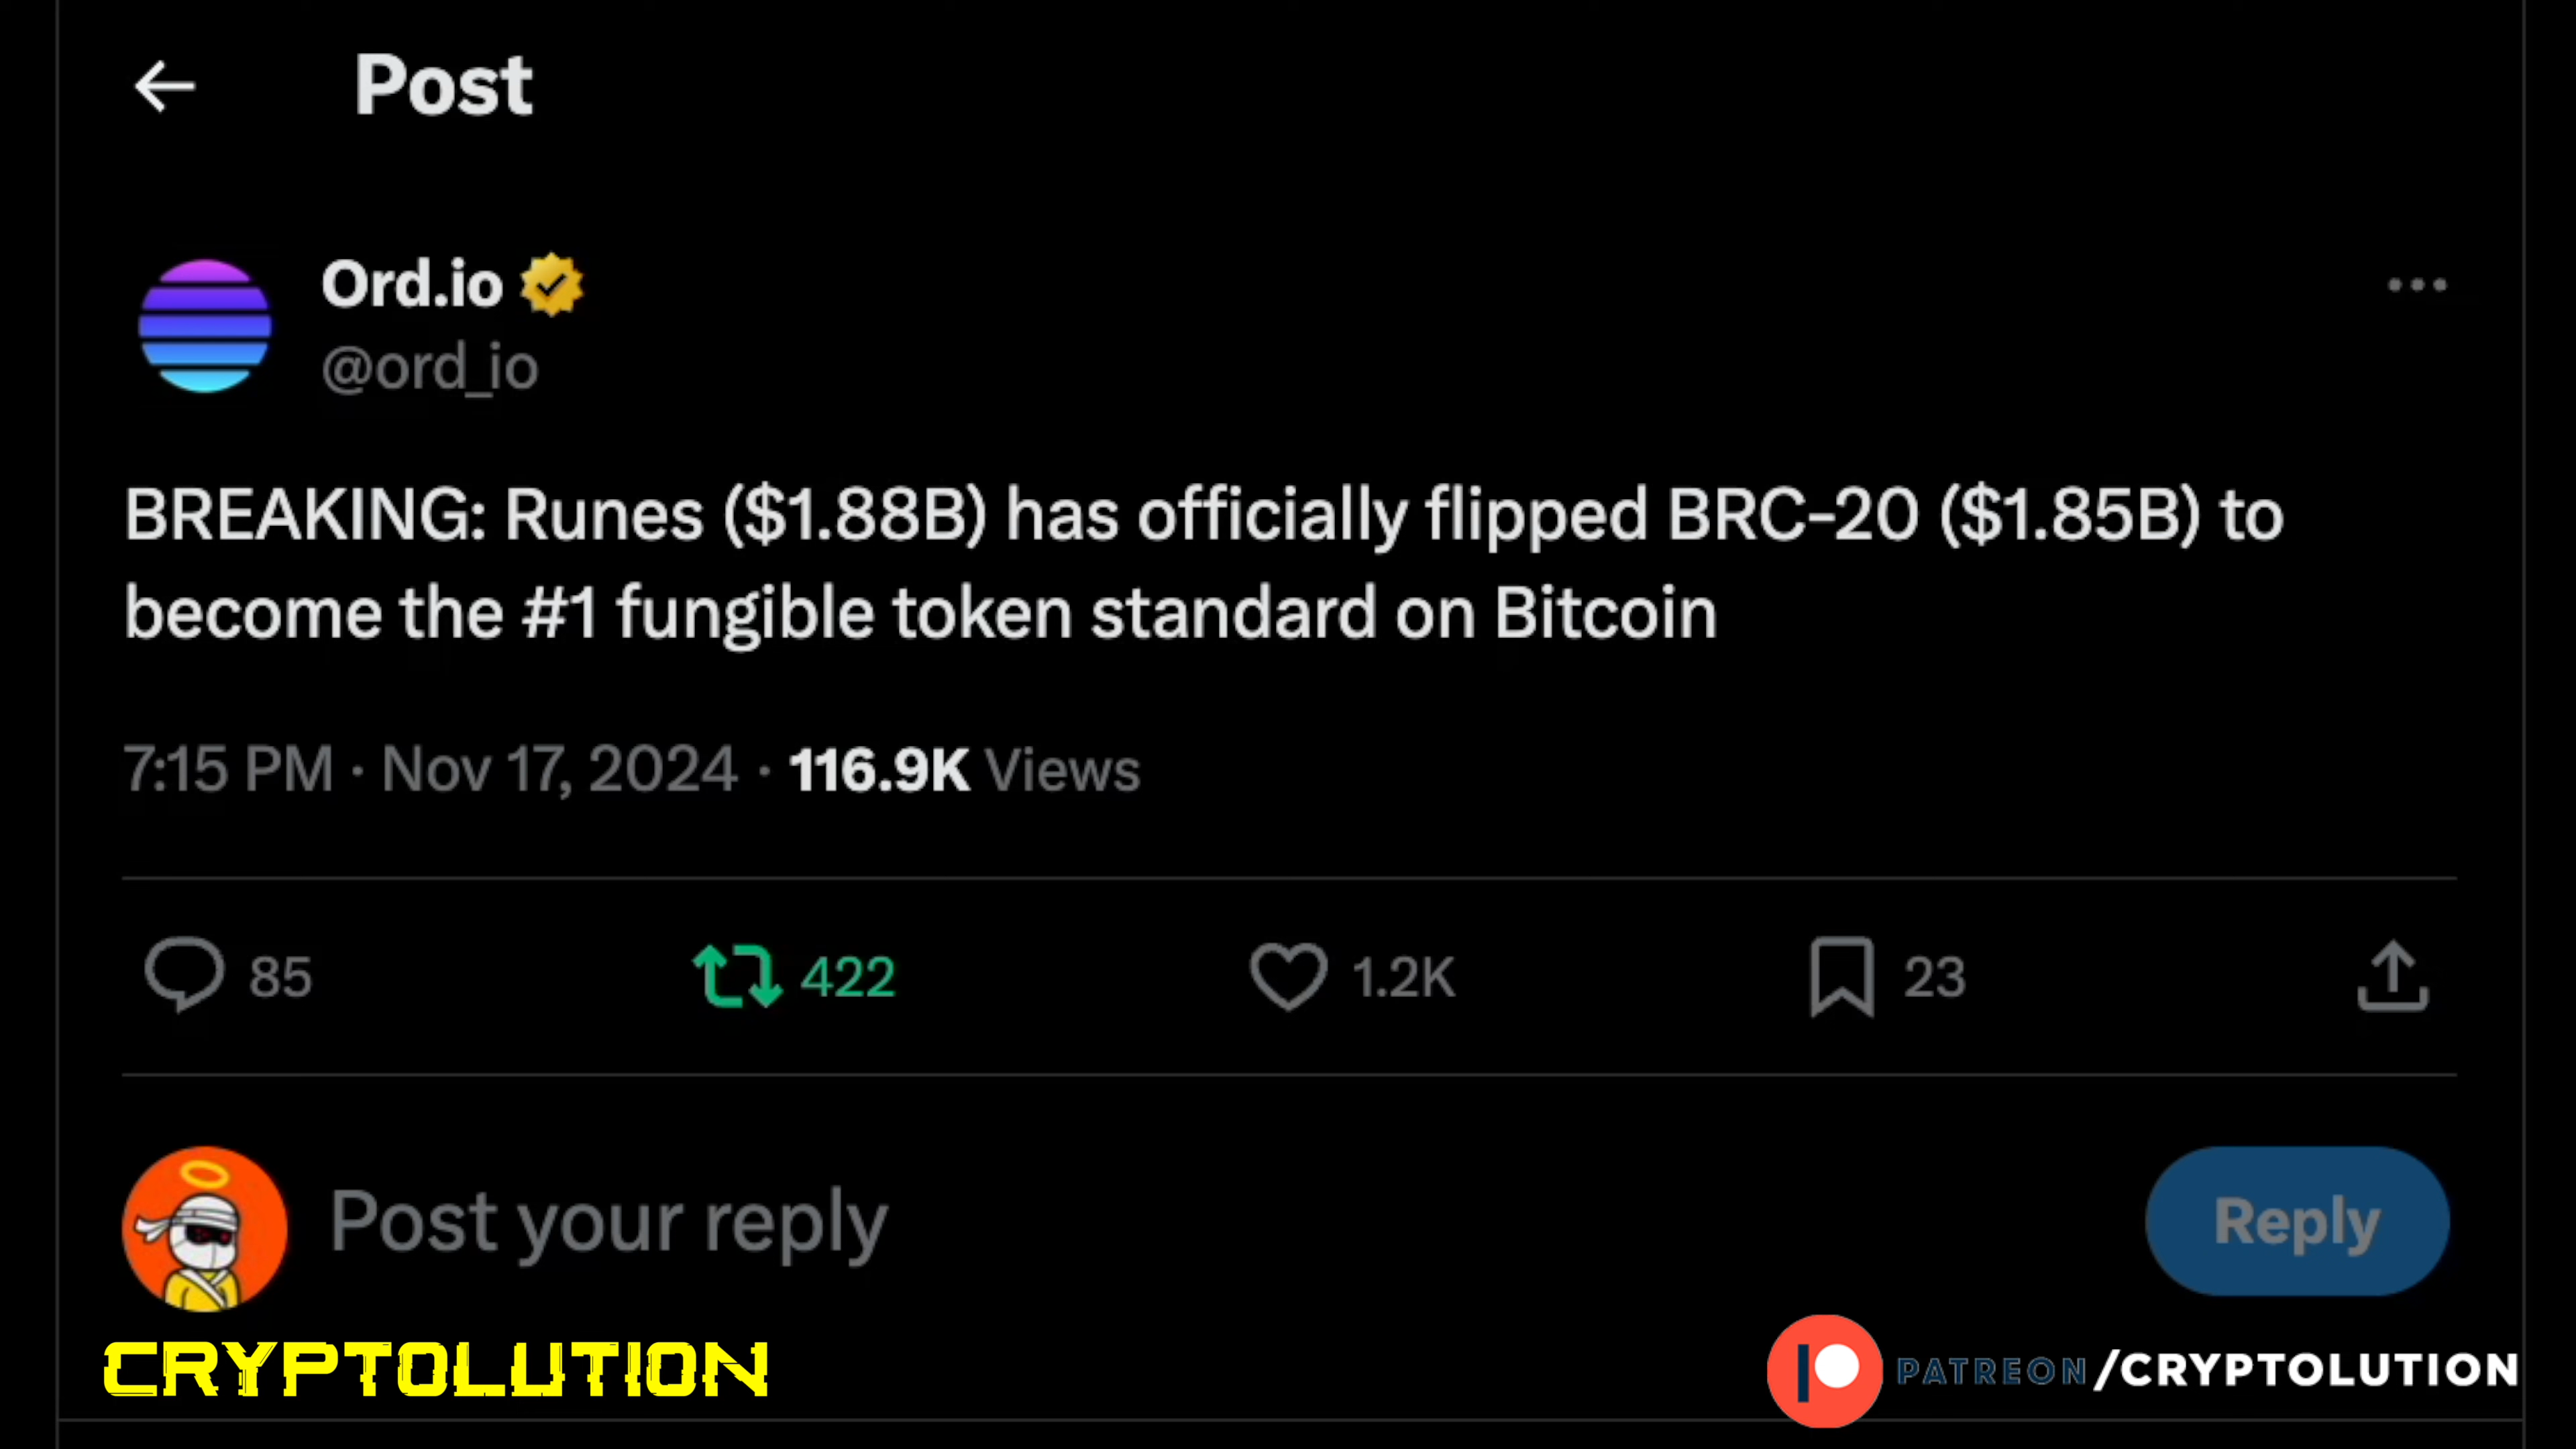 Post
Ord.io
@ord_io
BREAKING: Runes ($1.88B) has officially flipped BRC-20 ($1.85B) to
become the #1 fungible token standard on Bitcoin
7:15 PM · Nov 17, 2024 · 116.9K Views
85 422 1.2K 23
Post your reply
Reply
CRYPTOLUTION
PATREON/CRYPTOLUTION